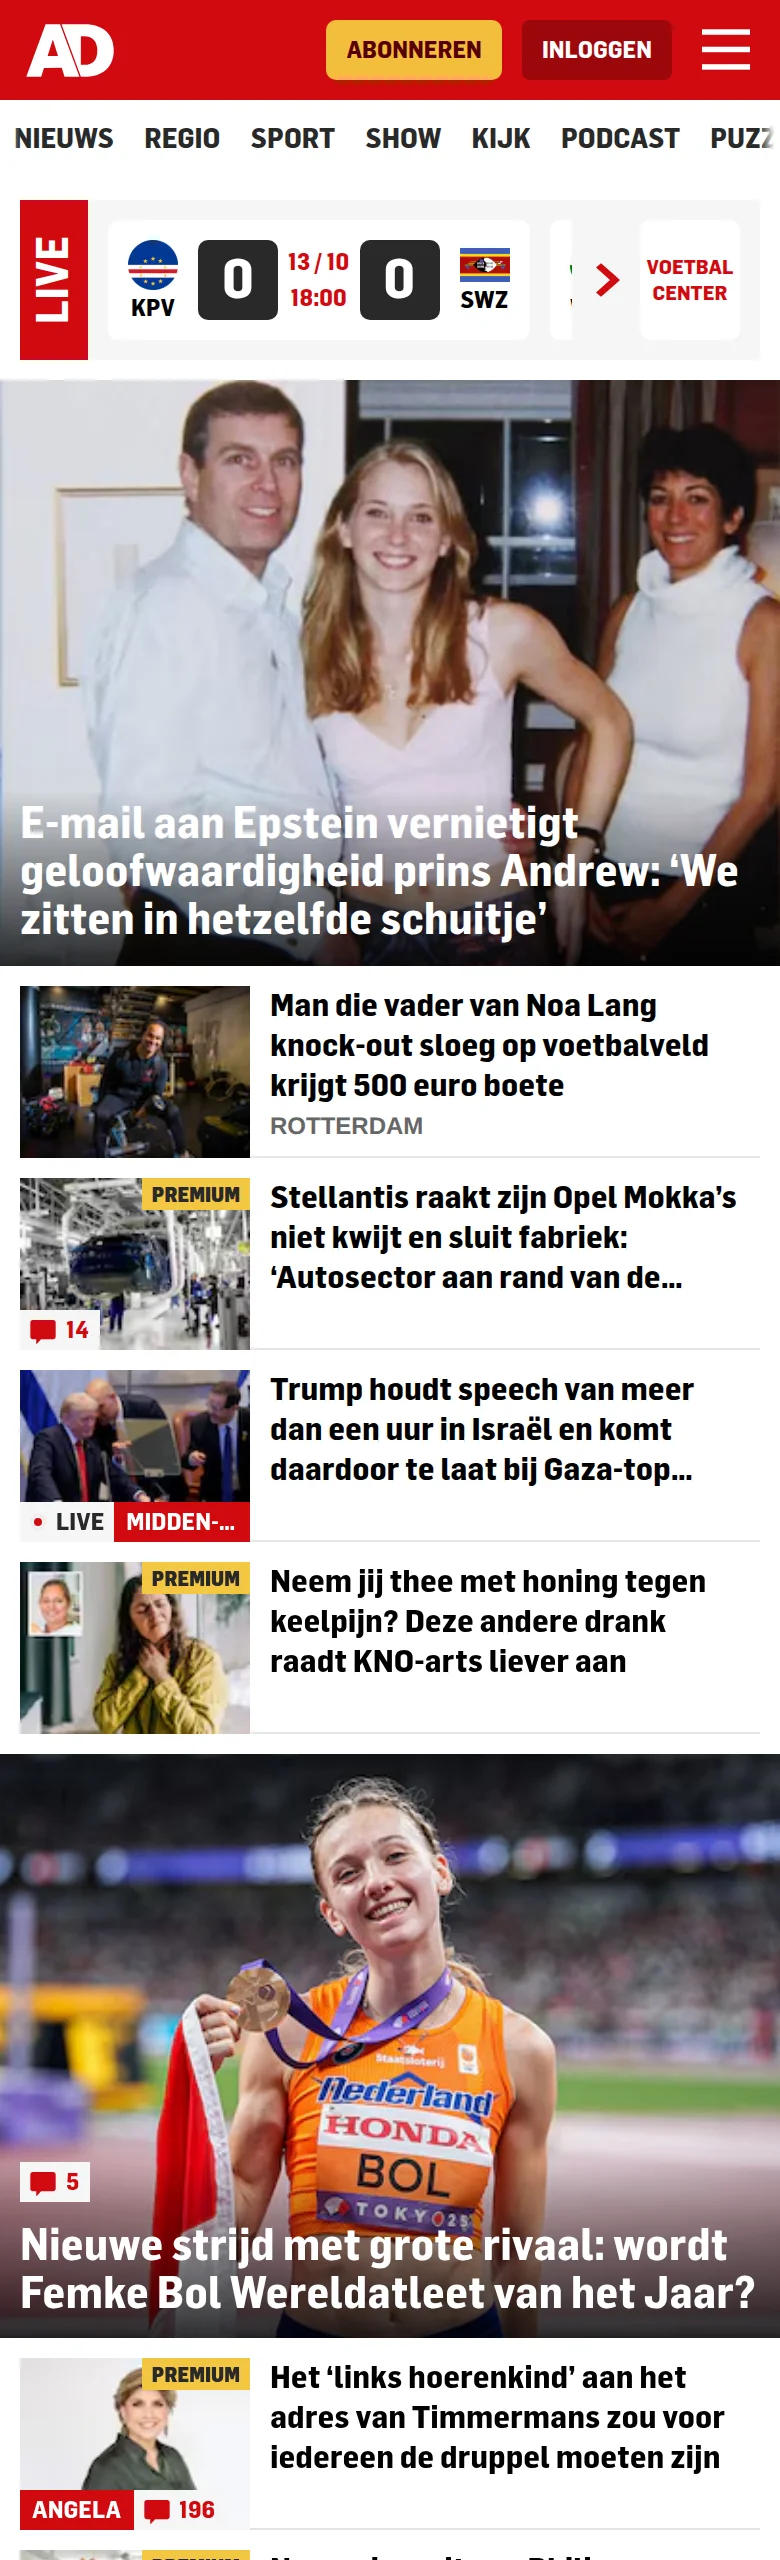 AD
ABONNEREN
INLOGGEN
NIEUWS REGIO SPORT SHOW KIJK PODCAST PUZZ
LIVE
KPV
0
13 / 10
18:00
0
SWZ
VOETBAL
CENTER
E-mail aan Epstein vernietigt
geloofwaardigheid prins Andrew: ‘We
zitten in hetzelfde schuitje’
Man die vader van Noa Lang
knock-out sloeg op voetbalveld
krijgt 500 euro boete
ROTTERDAM
PREMIUM
14
Stellantis raakt zijn Opel Mokka’s
niet kwijt en sluit fabriek:
‘Autosector aan rand van de...
LIVE
MIDDEN-...
Trump houdt speech van meer
dan een uur in Israël en komt
daardoor te laat bij Gaza-top...
PREMIUM
Neem jij thee met honing tegen
keelpijn? Deze andere drank
raadt KNO-arts liever aan
Staatsloterij
Nederland
HONDA
BOL
TOKYO 25
5
Nieuwe strijd met grote rivaal: wordt
Femke Bol Wereldatleet van het Jaar?
PREMIUM
ANGELA
196
Het ‘links hoerenkind’ aan het
adres van Timmermans zou voor
iedereen de druppel moeten zijn
PREMIUM